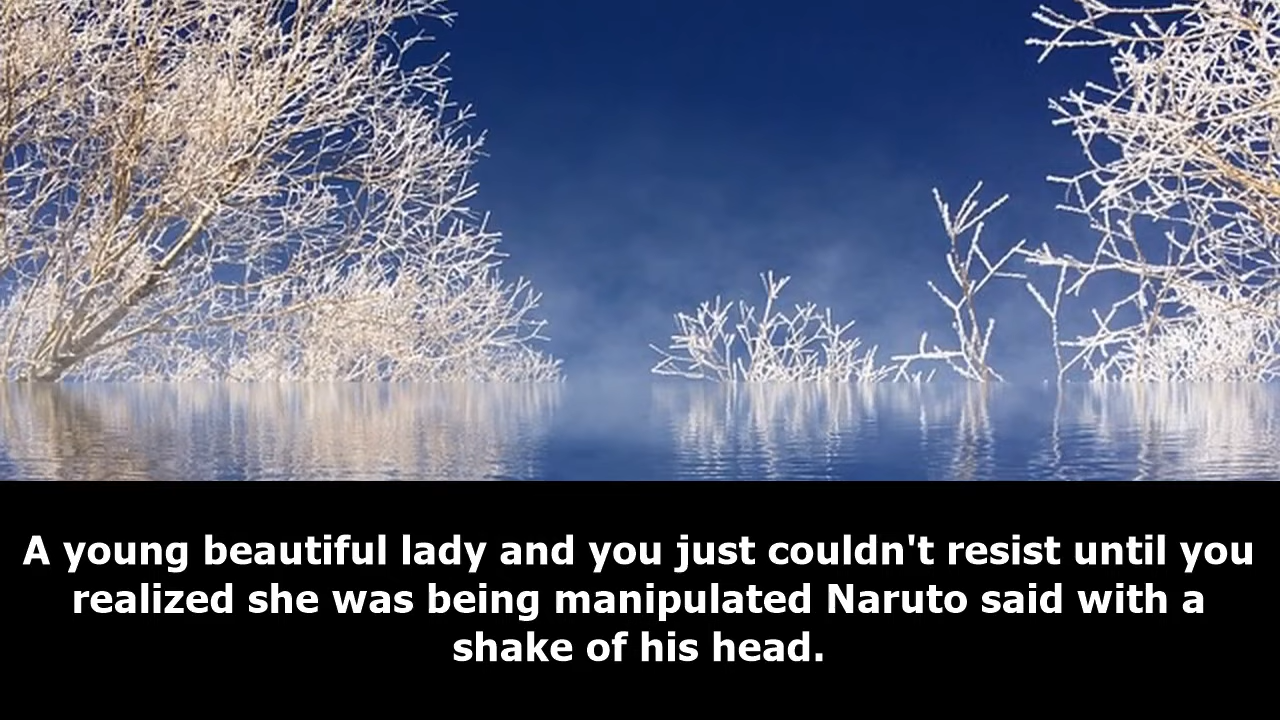 A young beautiful lady and you just couldn't resist until you
realized she was being manipulated Naruto said with a
shake of his head.